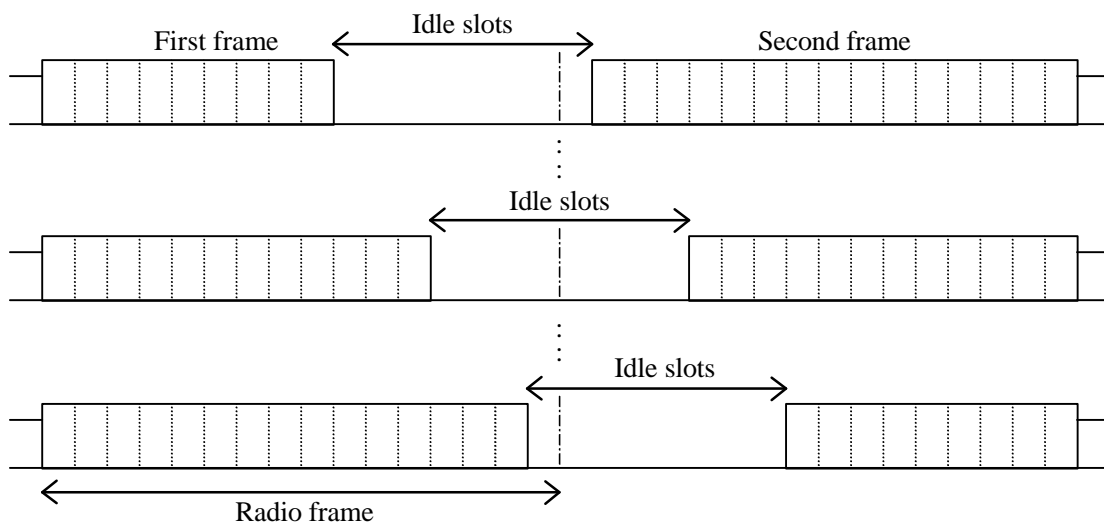 Idle slots
First frame
Second frame
Idle slots
Idle slots
Radio frame